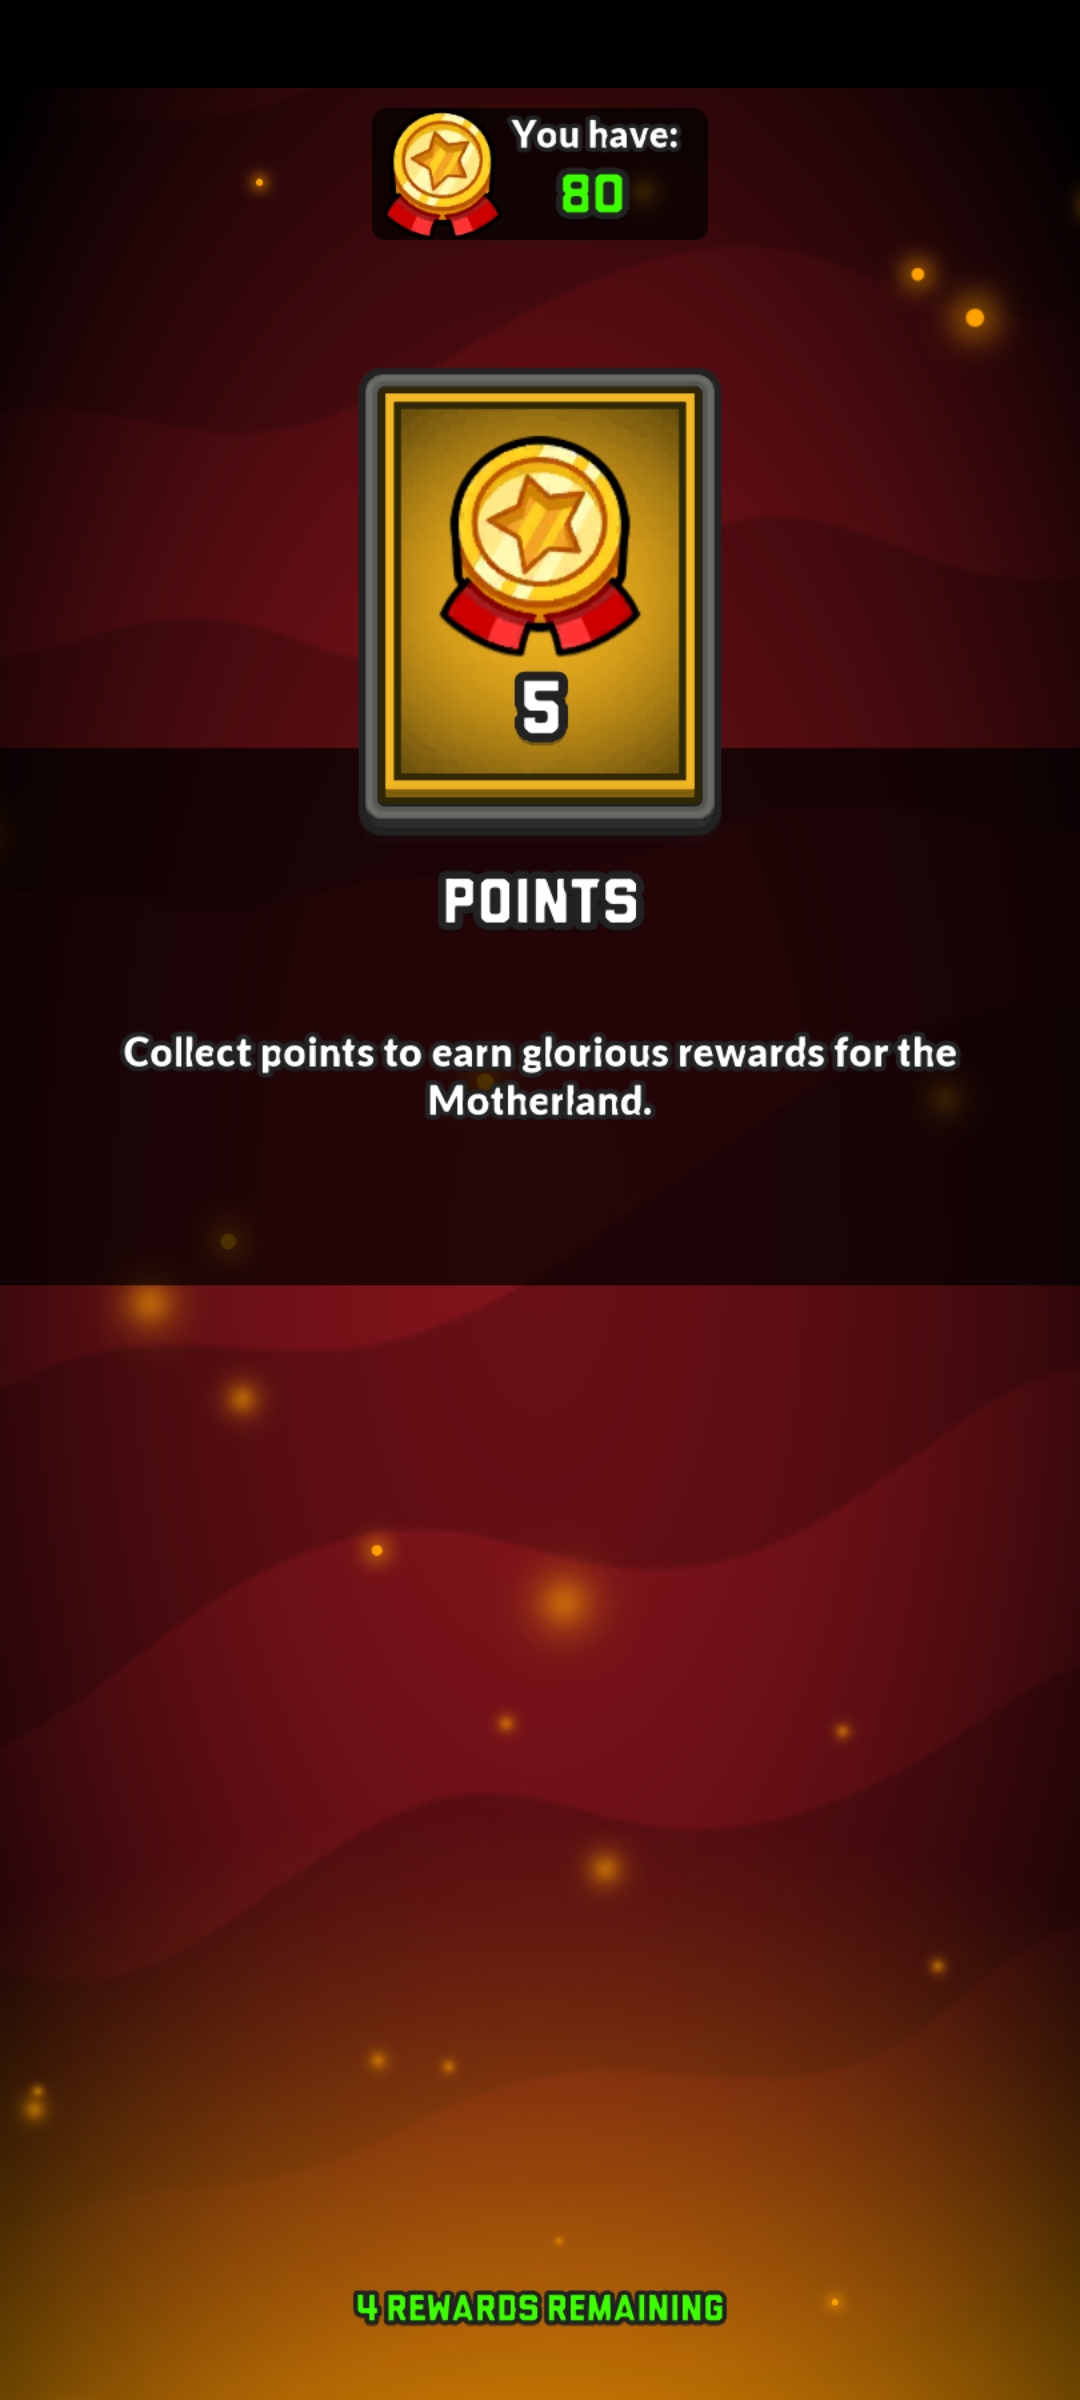 You have:
80
5
POINTS
Collect points to earn glorious rewards for the
Motherland.
4 REWARDS REMAINING